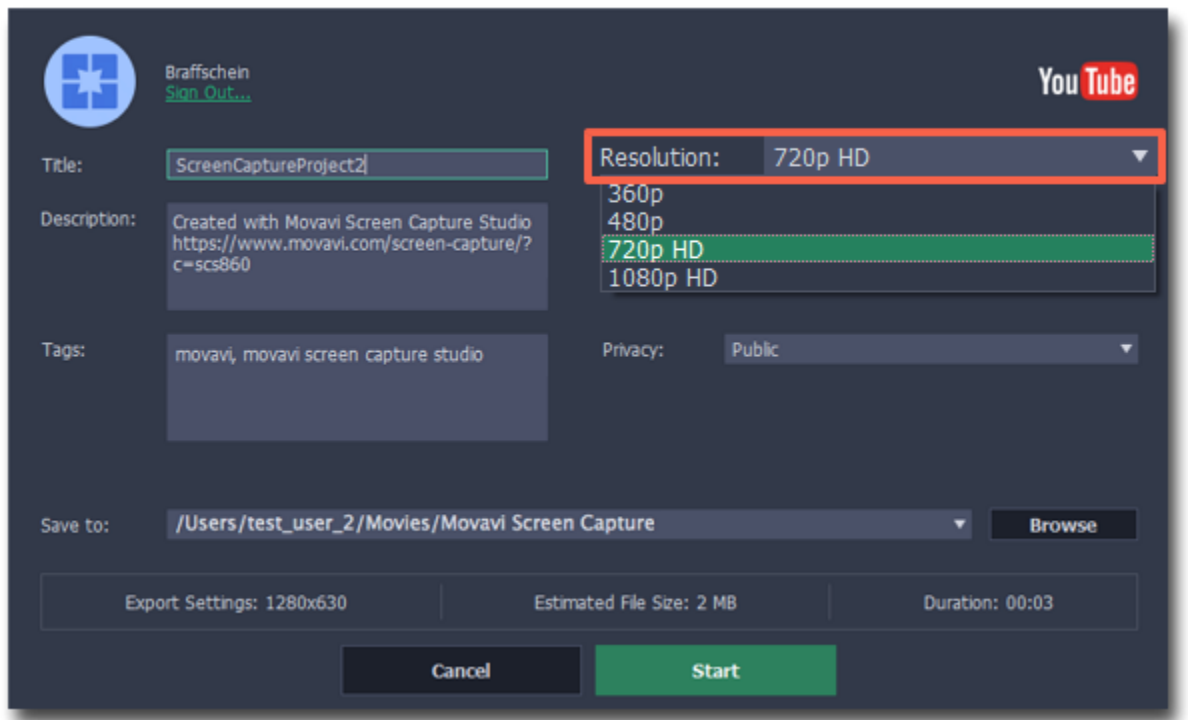 Braffschein
Sign Out...
YouTube
Title:
ScreenCaptureProject2
Resolution:
720p HD
360p
480p
720p HD
1080p HD
Description:
Created with Movavi Screen Capture Studio
https://www.movavi.com/screen-capture/?
c=scs860
Tags:
movavi, movavi screen capture studio
Privacy:
Public
Save to:
/Users/test_user_2/Movies/Movavi Screen Capture
Browse
Export Settings: 1280x630
Estimated File Size: 2 MB
Duration: 00:03
Cancel
Start